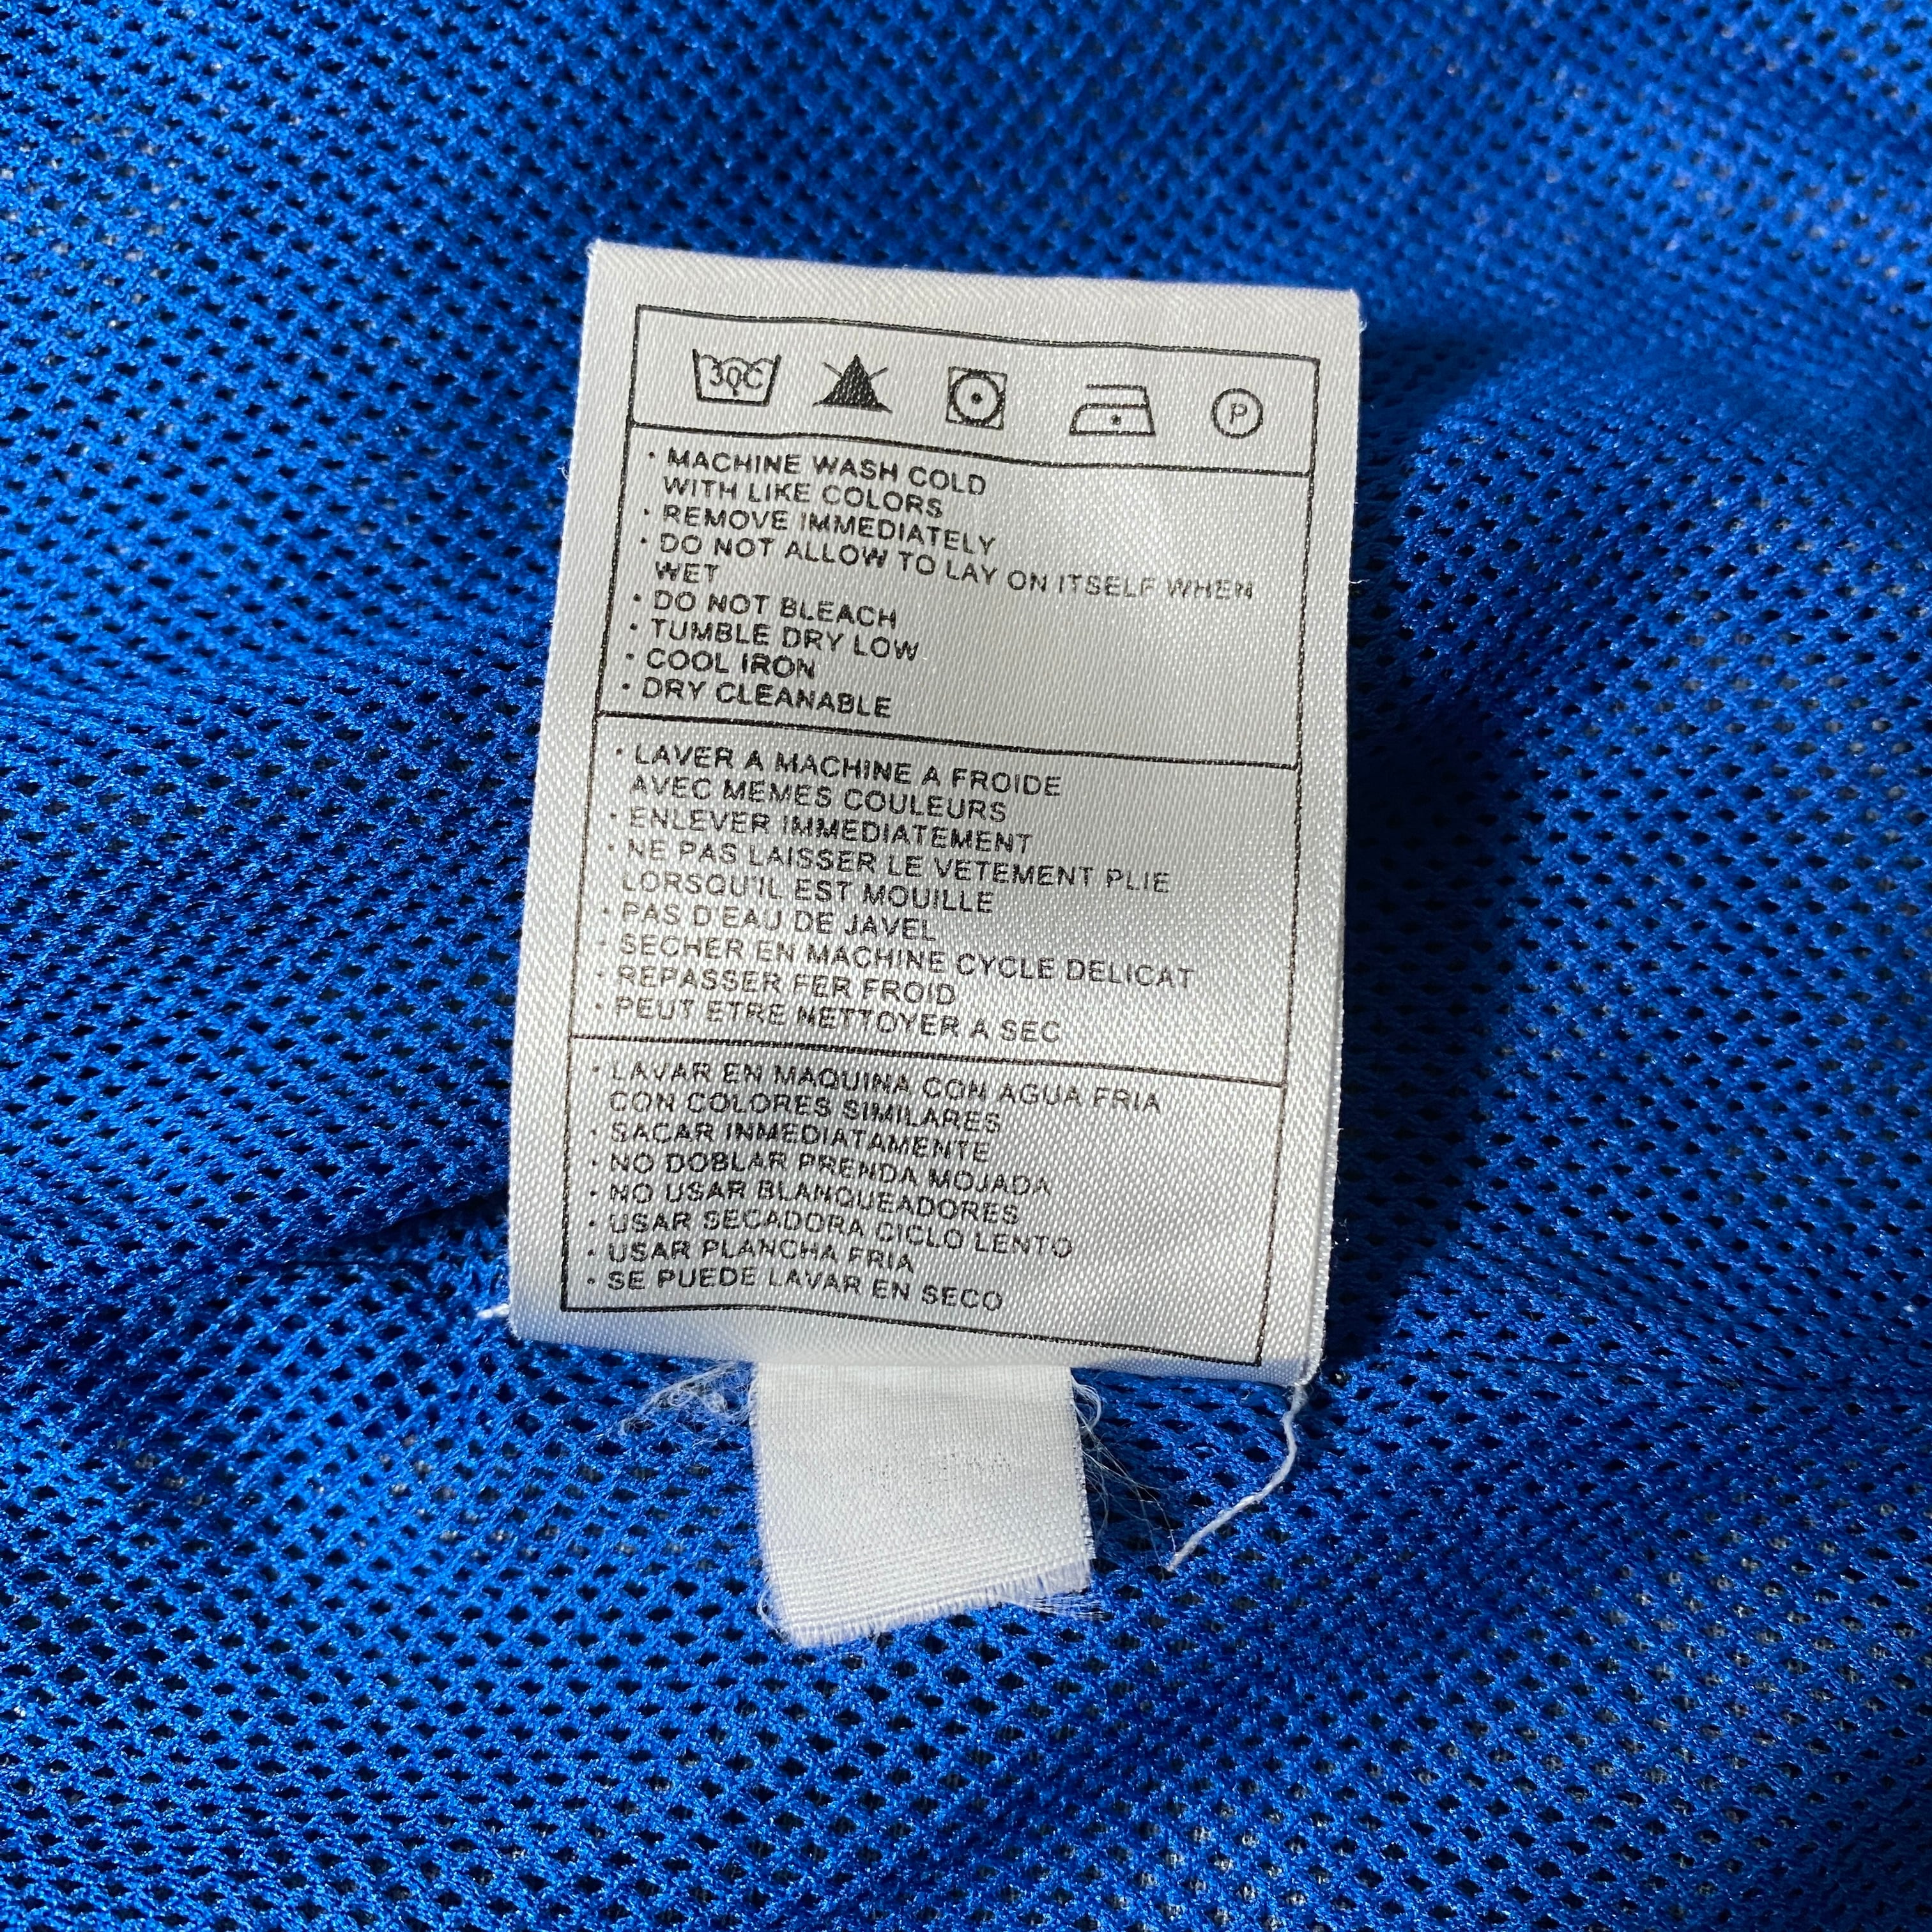 30C
P
• MACHINE WASH COLD
WITH LIKE COLORS
• REMOVE IMMEDIATELY
• DO NOT ALLOW TO LAY ON ITSELF WHEN
WET
• DO NOT BLEACH
• TUMBLE DRY LOW
• COOL IRON
• DRY CLEANABLE
• LAVER A MACHINE A FROIDE
AVEC MEMES COULEURS
• ENLEVER IMMEDIATEMENT
• NE PAS LAISSER LE VETEMENT PLIE
LORSQU'IL EST MOUILLE
• PAS D'EAU DE JAVEL
• SECHER EN MACHINE CYCLE DELICAT
• REPASSER FER FROID
• PEUT ETRE NETTOYER A SEC
• LAVAR EN MAQUINA CON AGUA FRIA
CON COLORES SIMILARES
• SACAR INMEDIATAMENTE
• NO DOBLAR PRENDA MOJADA
• NO USAR BLANQUEADORES
• USAR SECADORA CICLO LENTO
• USAR PLANCHA FRIA
• SE PUEDE LAVAR EN SECO